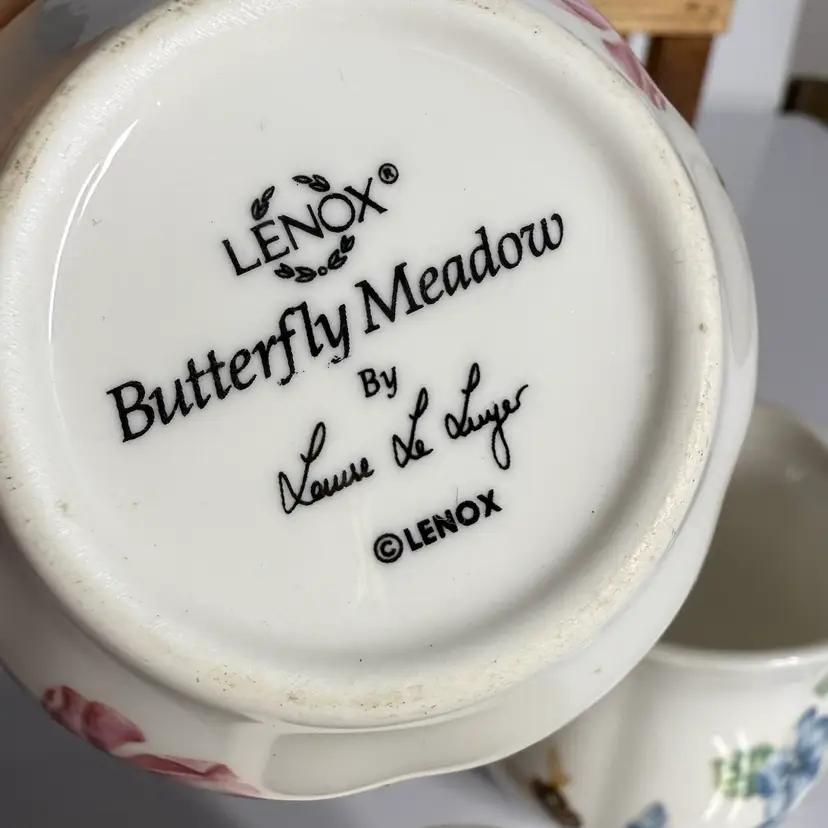 LENOX®
Butterfly Meadow
By
Louise Le Luyer
©LENOX